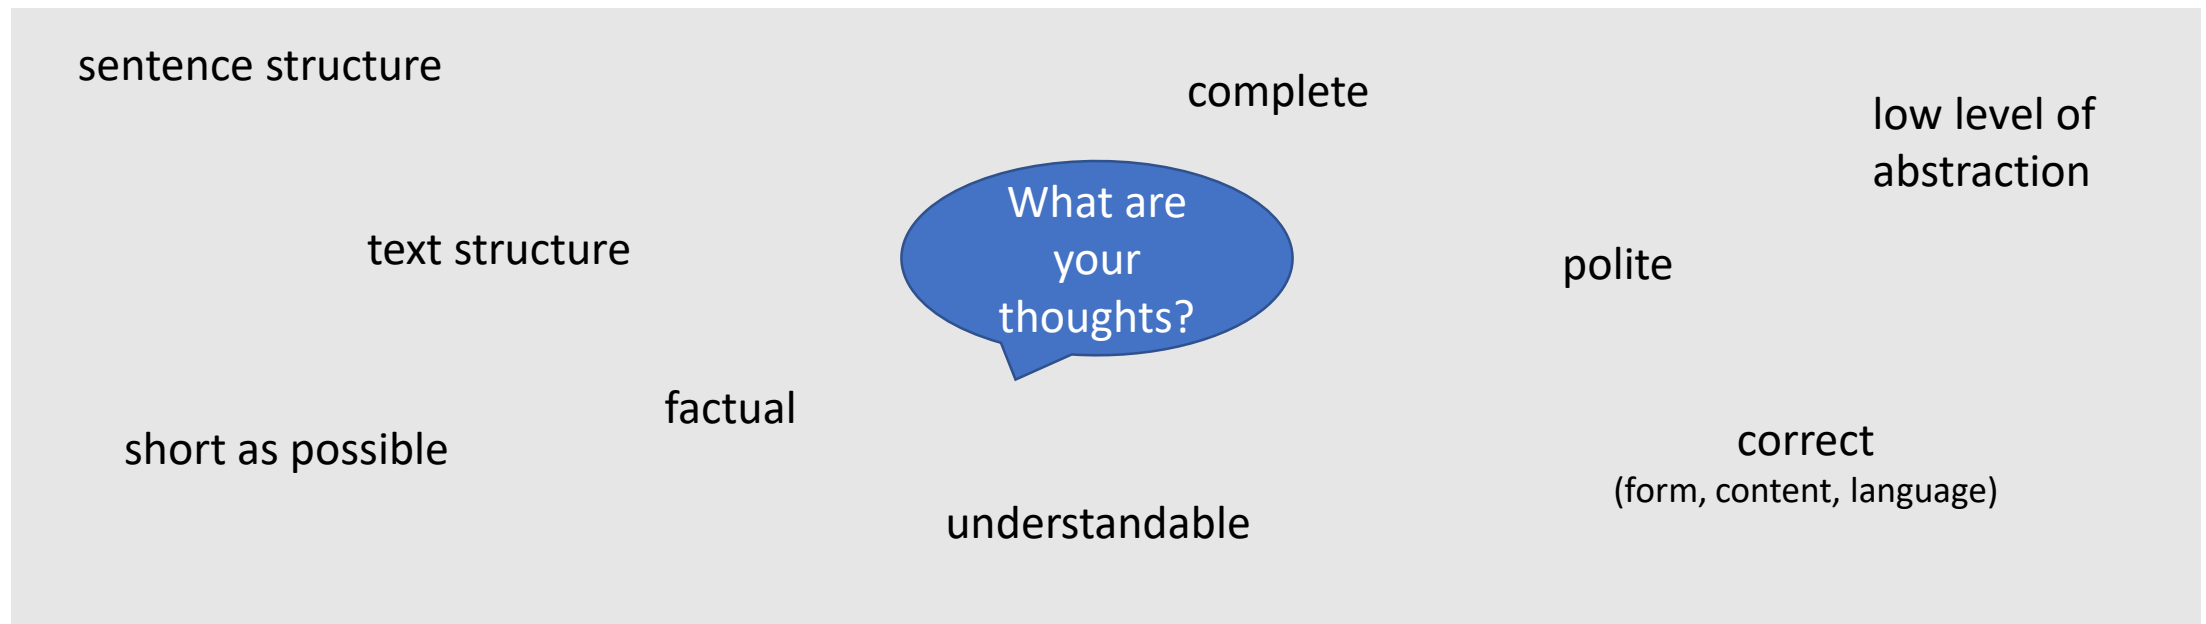 sentence structure
complete
low level of
abstraction
What are
your
thoughts?
text structure
polite
factual
short as possible
correct
(form, content, language)
understandable